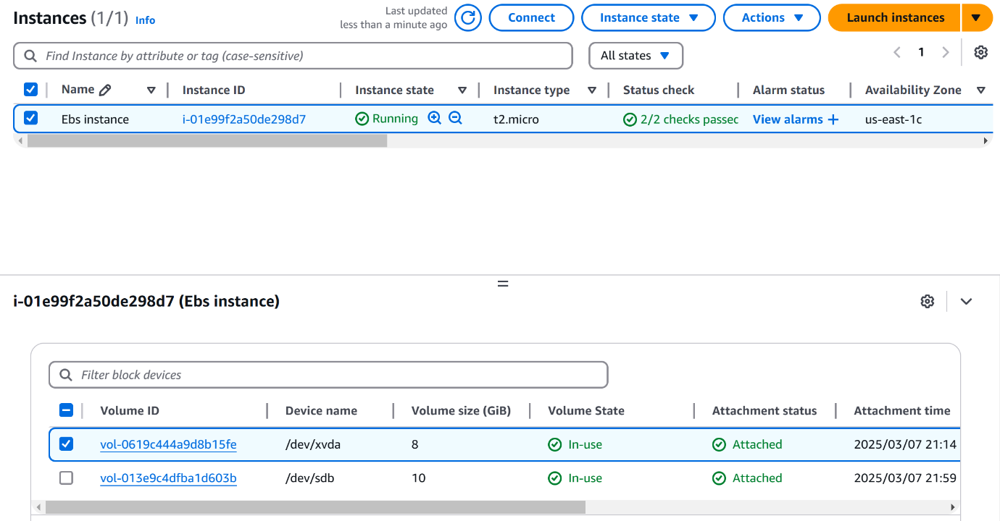 Instances (1/1) Info
Last updated
less than a minute ago
Connect Instance state Actions Launch instances
Find Instance by attribute or tag (case-sensitive) All states 1
Name Instance ID Instance state Instance type Status check Alarm status Availability Zone
Ebs instance i-01e99f2a50de298d7 Running t2.micro 2/2 checks passec View alarms + us-east-1c
i-01e99f2a50de298d7 (Ebs instance)
Filter block devices
Volume ID Device name Volume size (GiB) Volume State Attachment status Attachment time
vol-0619c444a9d8b15fe /dev/xvda 8 In-use Attached 2025/03/07 21:14
vol-013e9c4dfba1d603b /dev/sdb 10 In-use Attached 2025/03/07 21:59